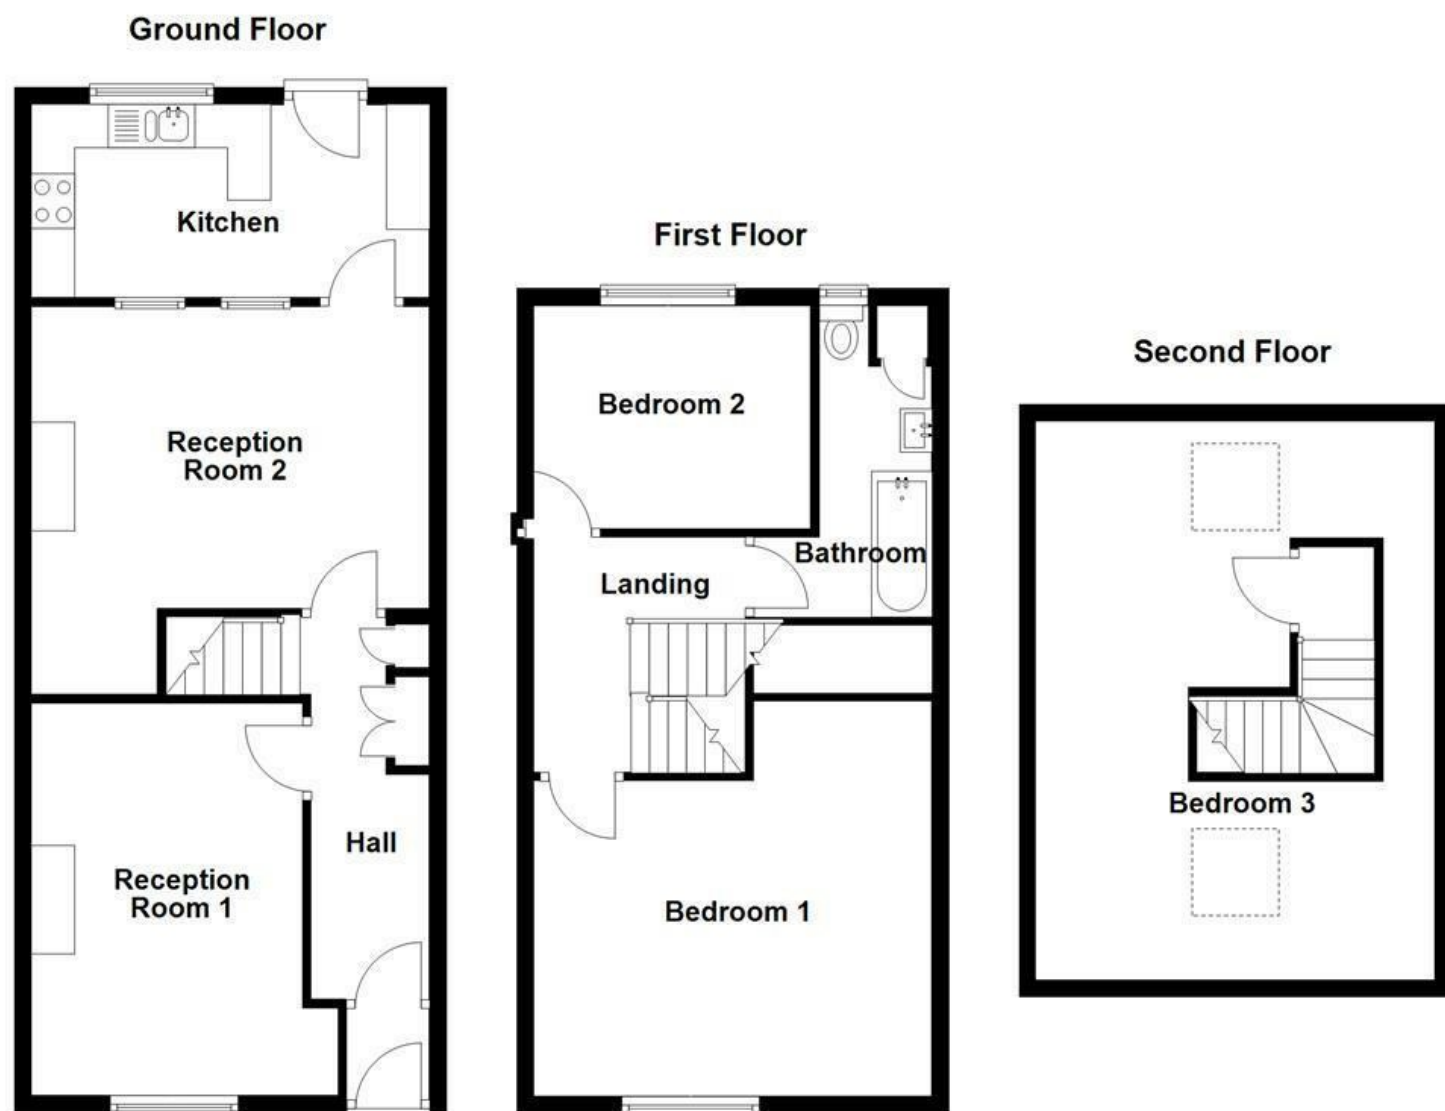 Ground Floor
Kitchen
Reception
Room 2
Hall
Reception
Room 1
First Floor
Bedroom 2
Bathroom
Landing
Bedroom 1
Second Floor
Bedroom 3